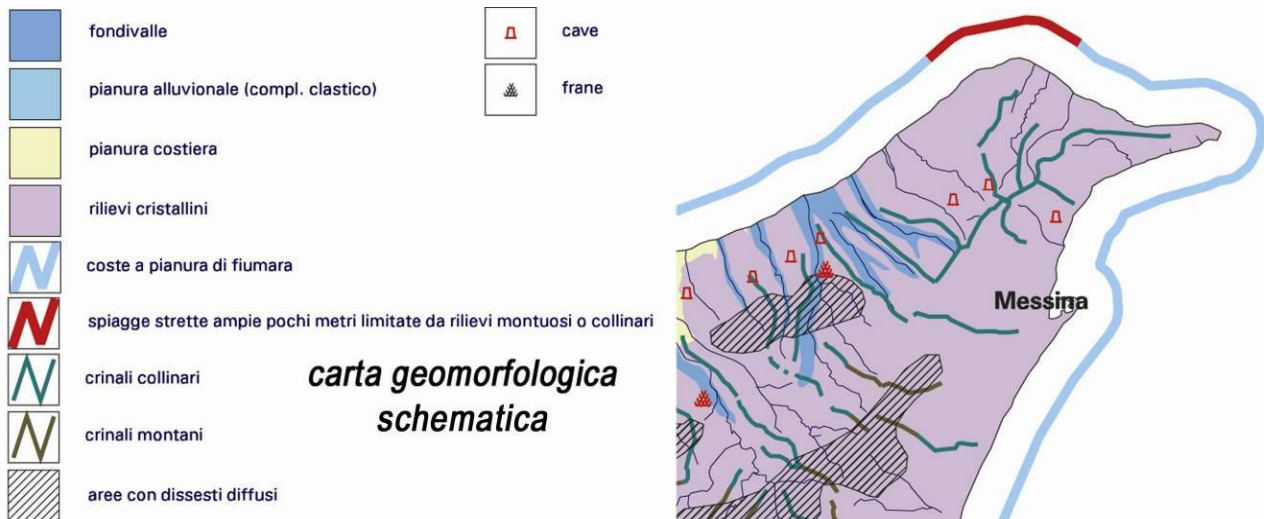 fondivalle
pianura alluvionale (compl. clastico)
pianura costiera
rilievi cristallini
coste a pianura di fiumara
spiagge strette ampie pochi metri limitate da rilievi montuosi o collinari
crinali collinari
crinali montani
aree con dissesti diffusi
cave
frane
carta geomorfologica
schematica
Messina